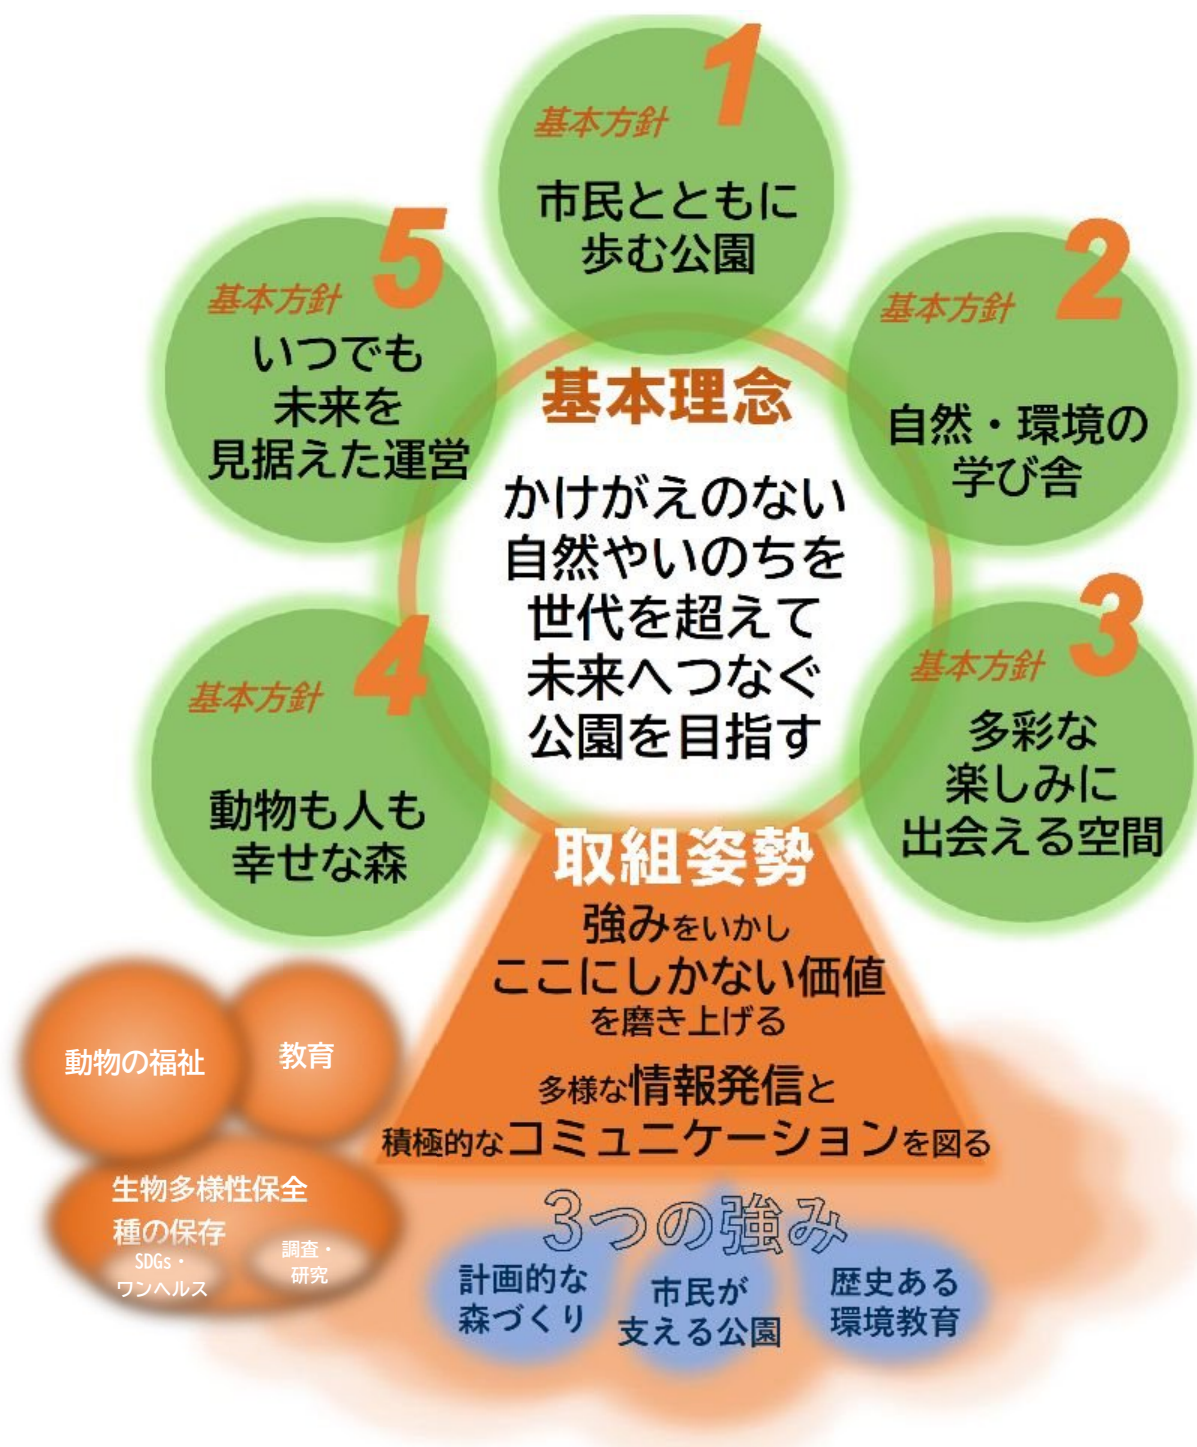 基本方針 1
市民とともに
歩む公園
基本方針 2
自然・環境の
学び舎
基本方針 3
多彩な
楽しみに
出会える空間
基本方針 4
動物も人も
幸せな森
基本方針 5
いつでも
未来を
見据えた運営
基本理念
かけがえのない
自然やいのちを
世代を超えて
未来へつなぐ
公園を目指す
取組姿勢
強みをいかし
ここにしかない価値
を磨き上げる
多様な情報発信と
積極的なコミュニケーションを図る
動物の福祉
教育
生物多様性保全
種の保存
SDGs・
ワンヘルス
調査・
研究
3つの強み
計画的な
森づくり
市民が
支える公園
歴史ある
環境教育